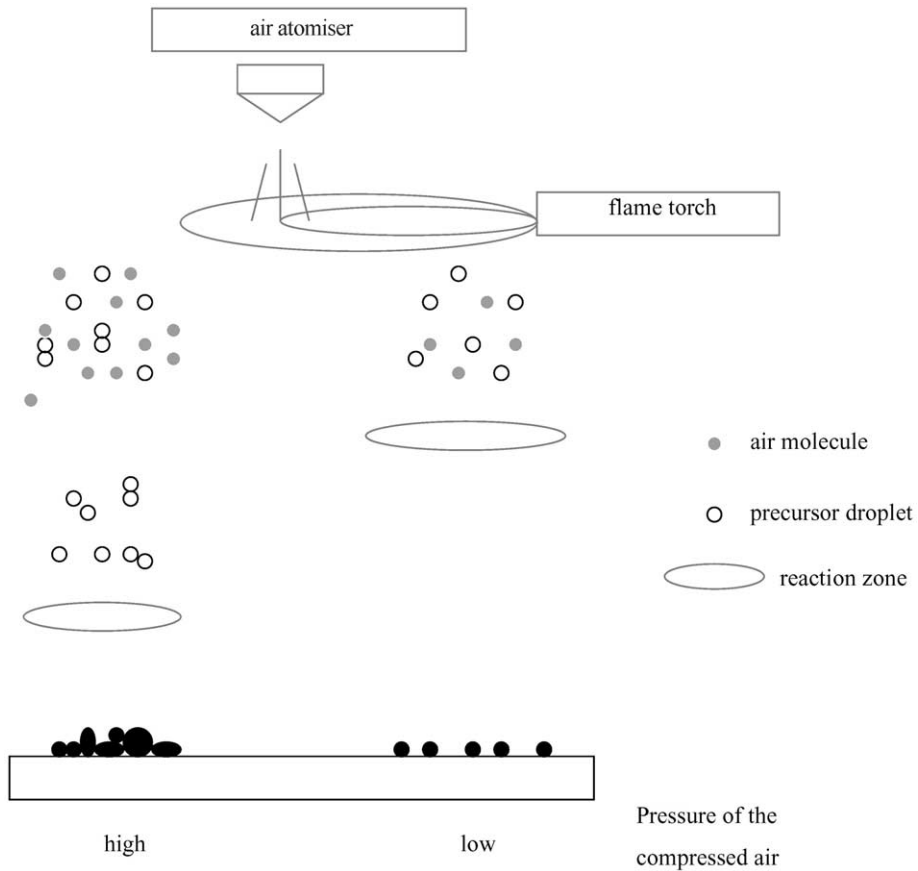 air atomiser
flame torch
air molecule
precursor droplet
reaction zone
high
low
Pressure of the
compressed air